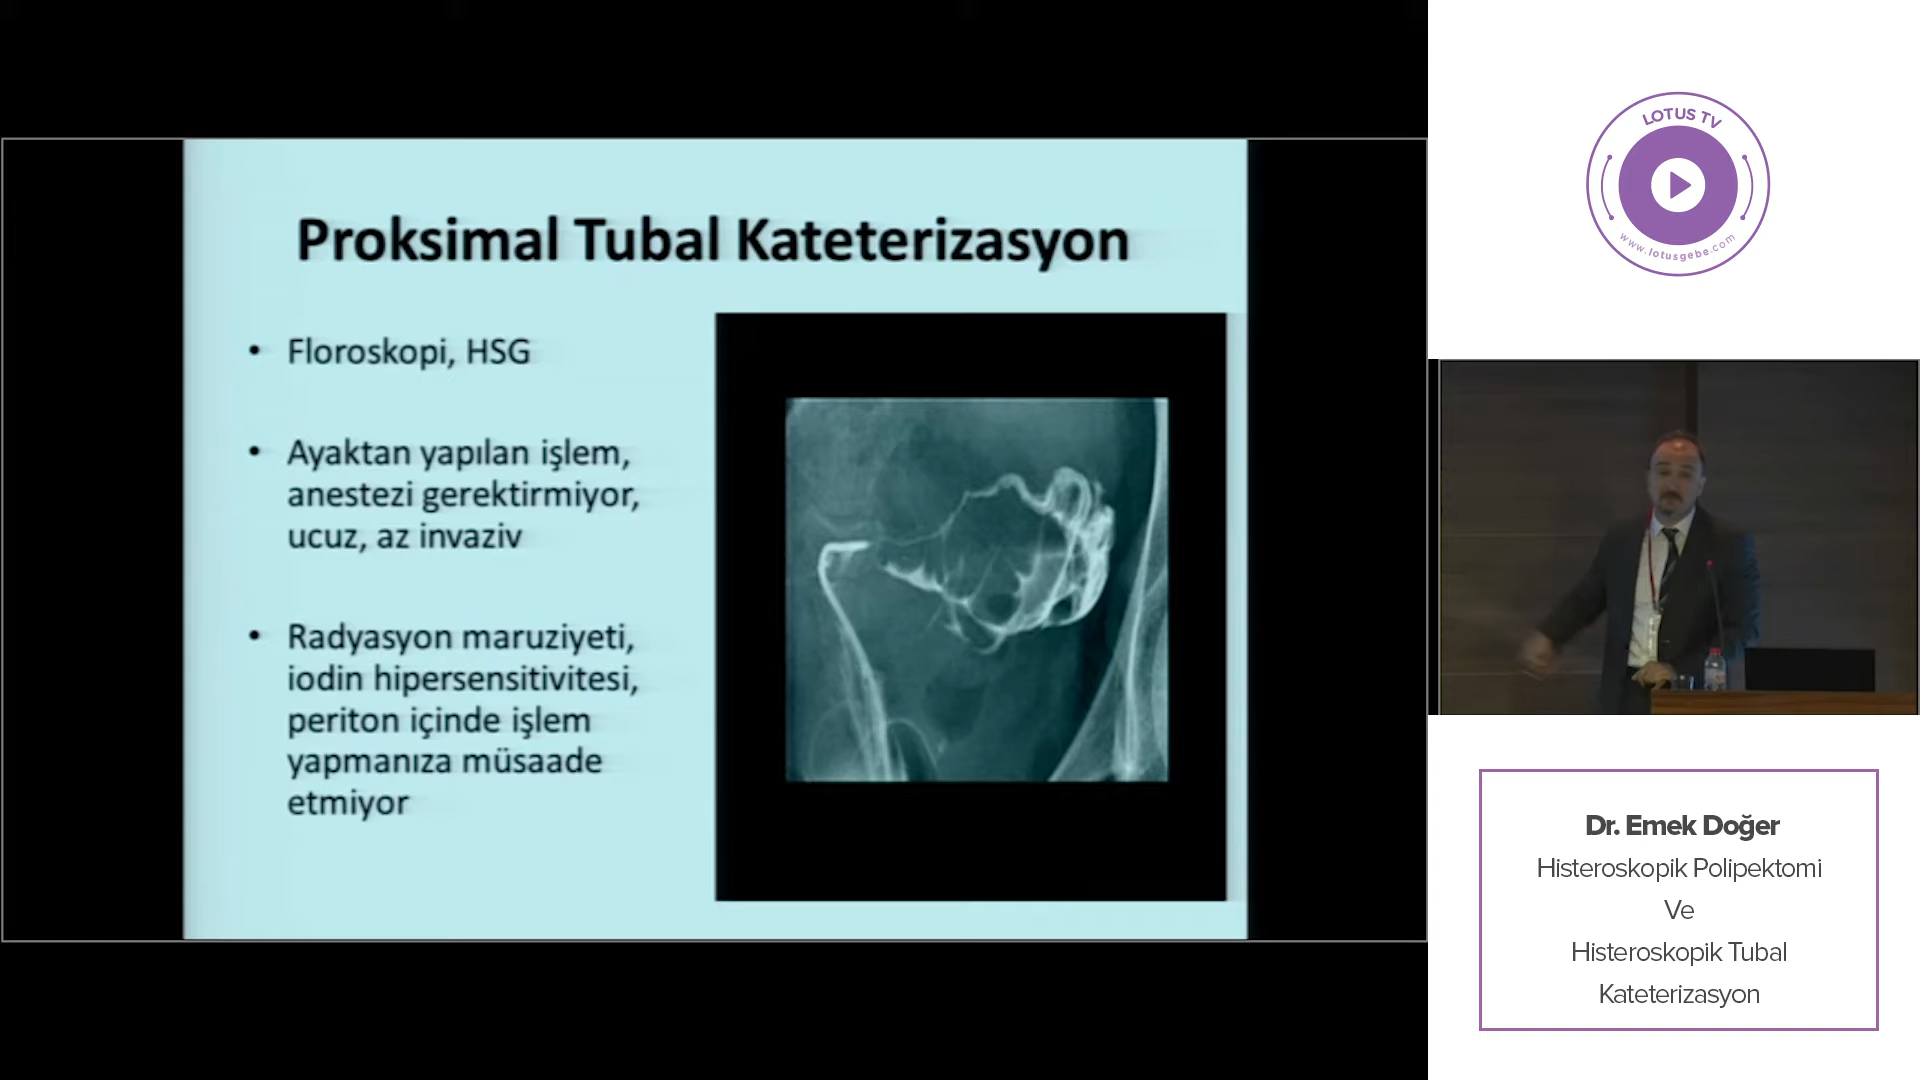 Proksimal Tubal Kateterizasyon
• Floroskopi, HSG
• Ayaktan yapılan işlem,
anestezi gerektirmiyor,
ucuz, az invaziv
• Radyasyon maruziyeti,
iodin hipersensitivitesi,
periton içinde işlem
yapmanıza müsaade
etmiyor
LOTUS TV
www.lotusgebe.com
Dr. Emek Doğer
Histeroskopik Polipektomi
Ve
Histeroskopik Tubal
Kateterizasyon